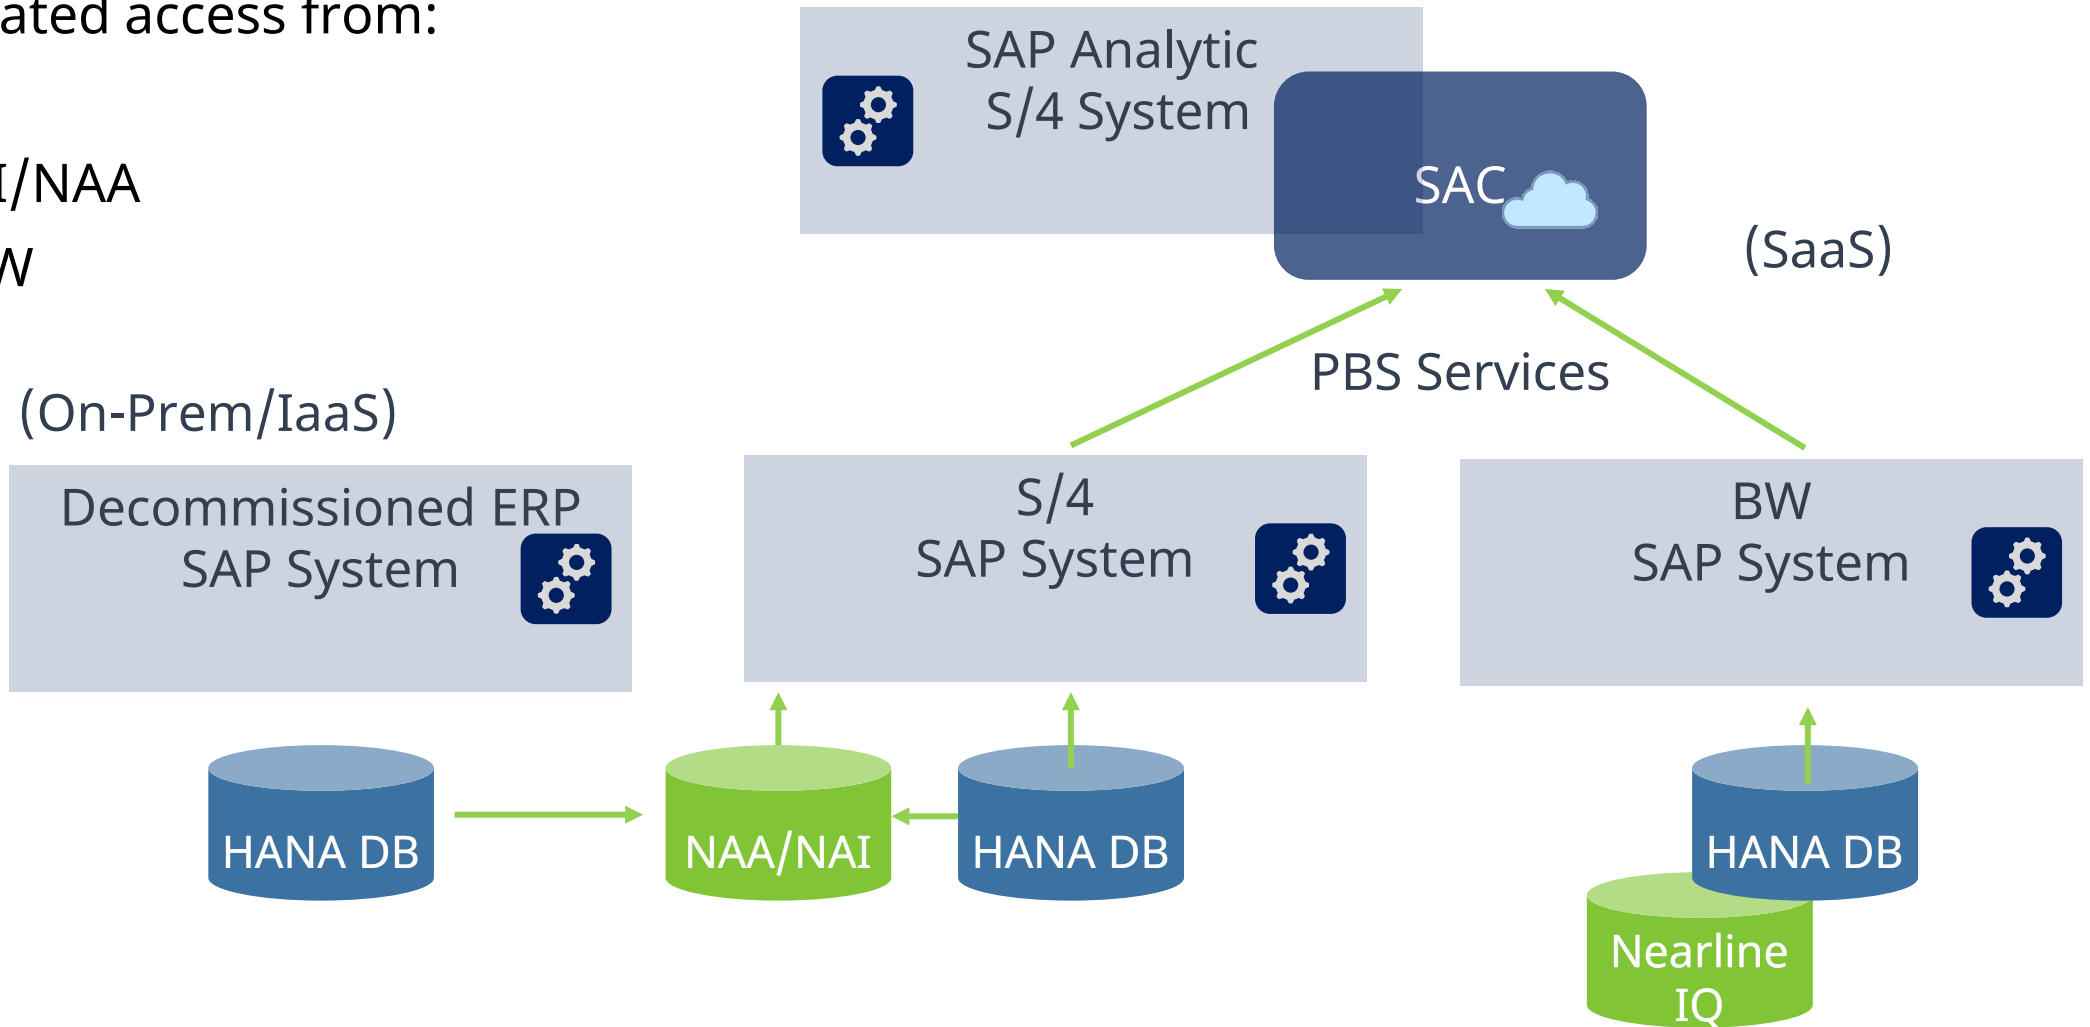 ated access from:
I/NAA
W
SAP Analytic
S/4 System
SAC
(SaaS)
PBS Services
(On-Prem/IaaS)
Decommissioned ERP
SAP System
S/4
SAP System
BW
SAP System
HANA DB
NAA/NAI
HANA DB
HANA DB
Nearline
IQ